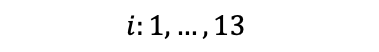 i: 1, … , 13